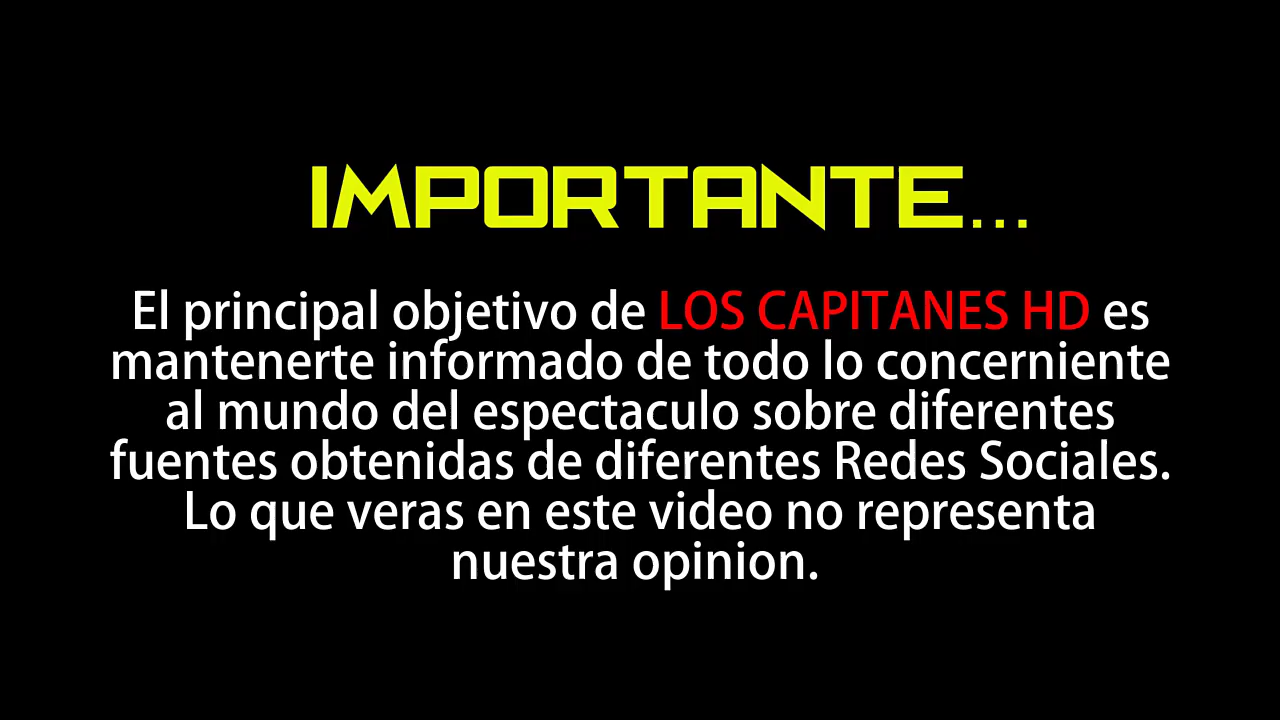 IMPORTANTE...
El principal objetivo de LOS CAPITANES HD es
mantenerte informado de todo lo concerniente
al mundo del espectaculo sobre diferentes
fuentes obtenidas de diferentes Redes Sociales.
Lo que veras en este video no representa
nuestra opinion.